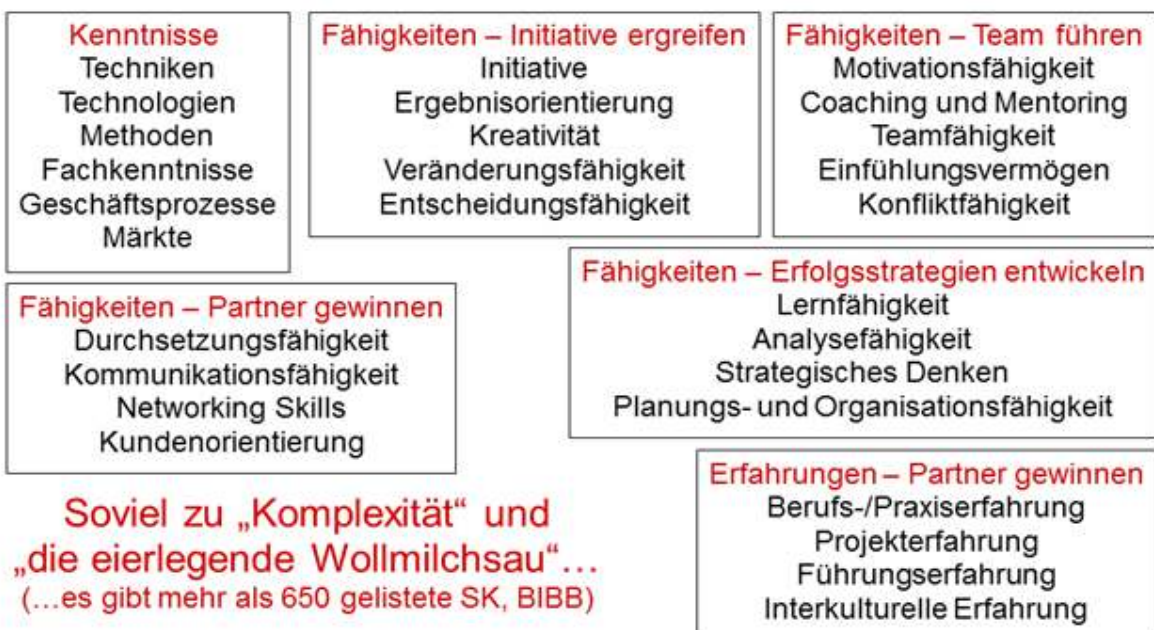 Kenntnisse
Techniken
Technologien
Methoden
Fachkenntnisse
Geschäftsprozesse
Märkte
Fähigkeiten – Initiative ergreifen
Initiative
Ergebnisorientierung
Kreativität
Veränderungsfähigkeit
Entscheidungsfähigkeit
Fähigkeiten – Team führen
Motivationsfähigkeit
Coaching und Mentoring
Teamfähigkeit
Einfühlungsvermögen
Konfliktfähigkeit
Fähigkeiten – Partner gewinnen
Durchsetzungsfähigkeit
Kommunikationsfähigkeit
Networking Skills
Kundenorientierung
Fähigkeiten – Erfolgsstrategien entwickeln
Lernfähigkeit
Analysefähigkeit
Strategisches Denken
Planungs- und Organisationsfähigkeit
Erfahrungen – Partner gewinnen
Berufs-/Praxiserfahrung
Projekterfahrung
Führungserfahrung
Interkulturelle Erfahrung
Soviel zu „Komplexität“ und
„die eierlegende Wollmilchsau“…
(…es gibt mehr als 650 gelistete SK, BIBB)